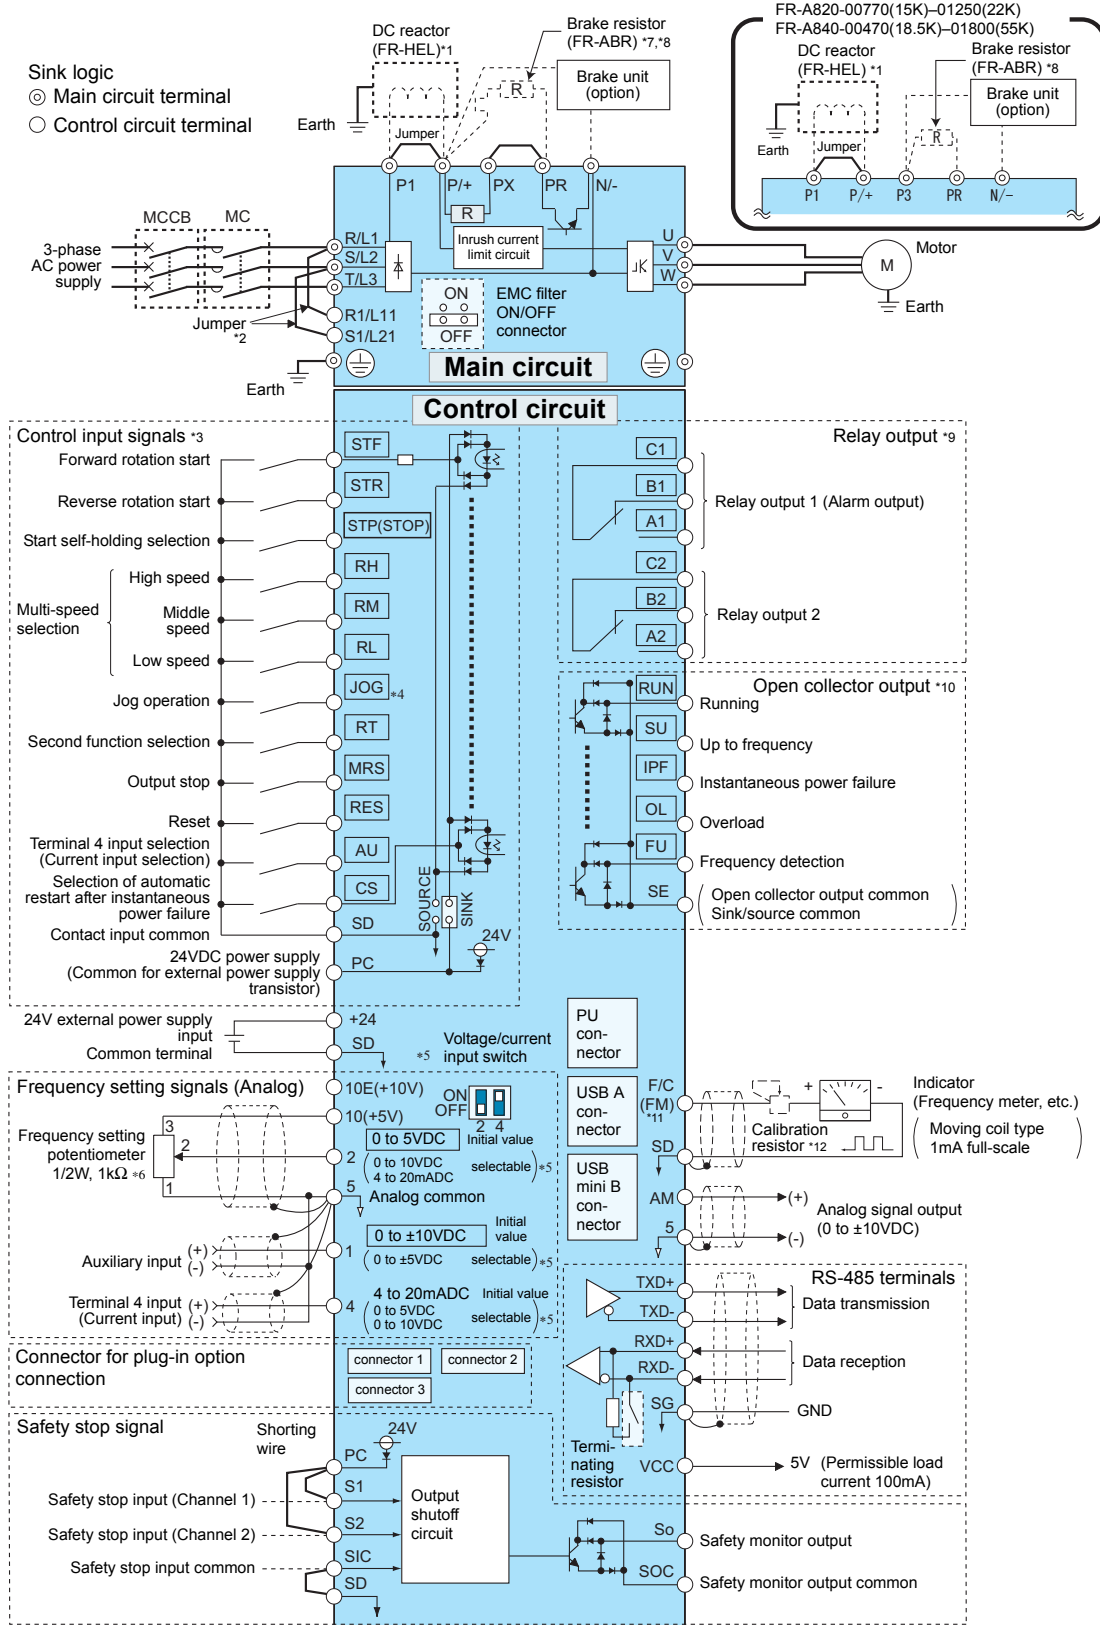 FR-A820-00770(15K)–01250(22K)
FR-A840-00470(18.5K)–01800(55K)
DC reactor
(FR-HEL) *1
Brake resistor
(FR-ABR) *8
Brake unit
(option)
R
Earth
Jumper
P1
P/+
P3
PR
N/-
Sink logic
Main circuit terminal
Control circuit terminal
DC reactor
(FR-HEL)*1
Brake resistor
(FR-ABR) *7,*8
Brake unit
(option)
R
Earth
Jumper
P1
P/+
PX
PR
N/-
R
Inrush current
limit circuit
MCCB
MC
3-phase
AC power
supply
R/L1
S/L2
T/L3
R1/L11
S1/L21
Jumper
*2
Earth
ON
OFF
EMC filter
ON/OFF
connector
U
V
W
Motor
M
Earth
Main circuit
Control circuit
Control input signals *3
Forward rotation start
STF
Reverse rotation start
STR
Start self-holding selection
STP(STOP)
Multi-speed
selection
High speed
RH
Middle
speed
RM
Low speed
RL
Jog operation
JOG *4
Second function selection
RT
Output stop
MRS
Reset
RES
Terminal 4 input selection
(Current input selection)
AU
Selection of automatic
restart after instantaneous
power failure
CS
Contact input common
SD
24VDC power supply
(Common for external power supply
transistor)
PC
SOURCE
SINK
24V
Relay output *9
C1
B1
A1
Relay output 1 (Alarm output)
C2
B2
A2
Relay output 2
Open collector output *10
RUN
Running
SU
Up to frequency
IPF
Instantaneous power failure
OL
Overload
FU
Frequency detection
SE
Open collector output common
Sink/source common
24V external power supply
input
Common terminal
+24
SD
*5
Voltage/current
input switch
Frequency setting signals (Analog)
Frequency setting
potentiometer
1/2W, 1kΩ *6
3
2
1
10E(+10V)
10(+5V)
ON
OFF
2 4
2
0 to 5VDC
Initial value
0 to 10VDC
4 to 20mADC
selectable *5
5
Analog common
Auxiliary input
(+)
(-)
1
0 to ±10VDC
Initial
value
0 to ±5VDC
selectable *5
Terminal 4 input
(Current input)
(+)
(-)
4
4 to 20mADC
Initial value
0 to 5VDC
0 to 10VDC
selectable *5
PU
con-
nector
USB A
con-
nector
USB
mini B
con-
nector
F/C
(FM)
*11
SD
Calibration
resistor *12
+
-
Indicator
(Frequency meter, etc.)
Moving coil type
1mA full-scale
AM
5
(+)
(-)
Analog signal output
(0 to ±10VDC)
RS-485 terminals
TXD+
TXD-
Data transmission
RXD+
RXD-
Data reception
SG
GND
Termi-
nating
resistor
VCC
5V
(Permissible load
current 100mA)
Connector for plug-in option
connection
connector 1
connector 2
connector 3
Safety stop signal
Shorting
wire
24V
PC
Safety stop input (Channel 1)
S1
Safety stop input (Channel 2)
S2
Safety stop input common
SIC
SD
Output
shutoff
circuit
So
Safety monitor output
SOC
Safety monitor output common